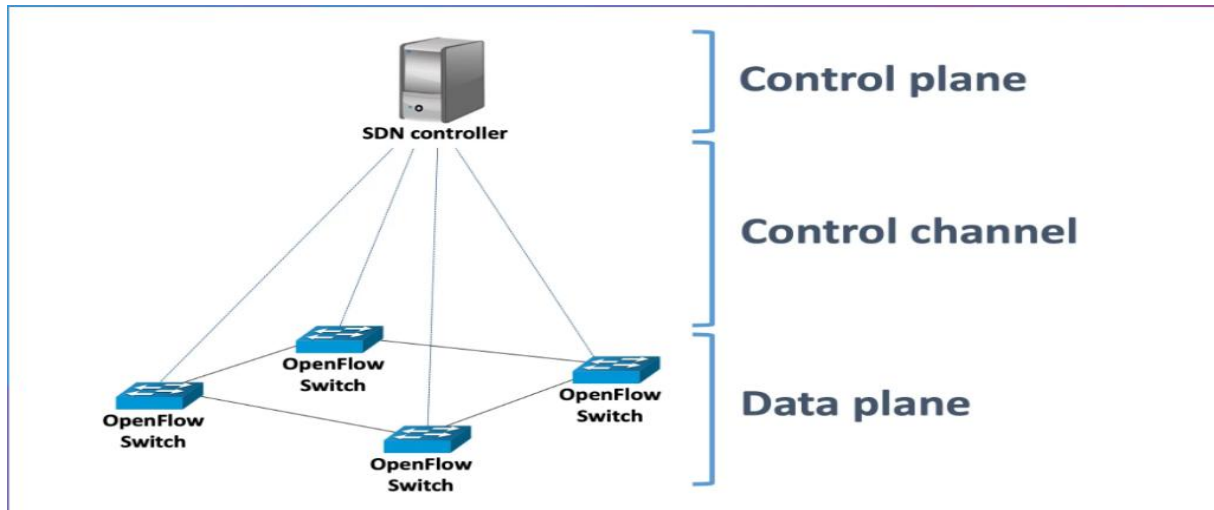 SDN controller
Control plane
Control channel
OpenFlow
Switch
OpenFlow
Switch
OpenFlow
Switch
OpenFlow
Switch
Data plane